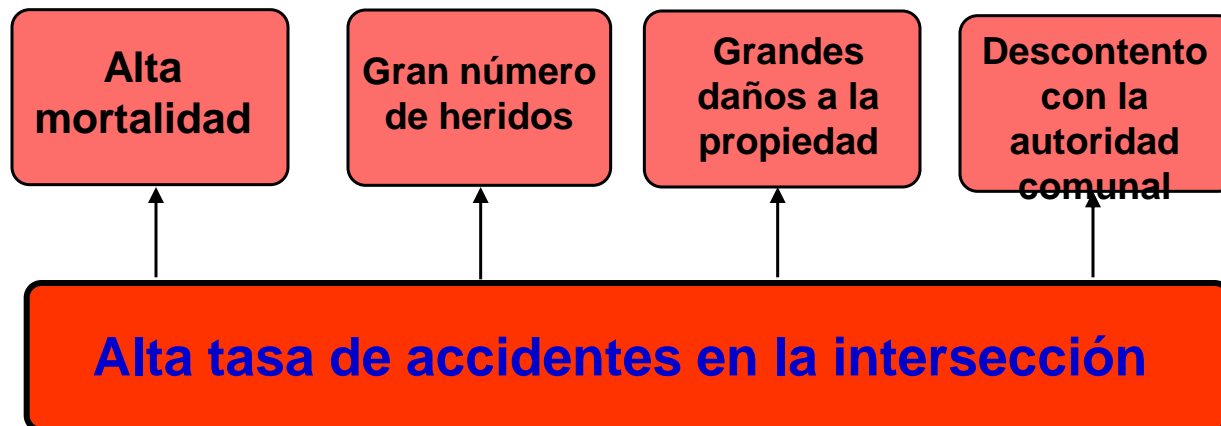 Alta
mortalidad
Gran número
de heridos
Grandes
daños a la
propiedad
Descontento
con la
autoridad
comunal
Alta tasa de accidentes en la intersección